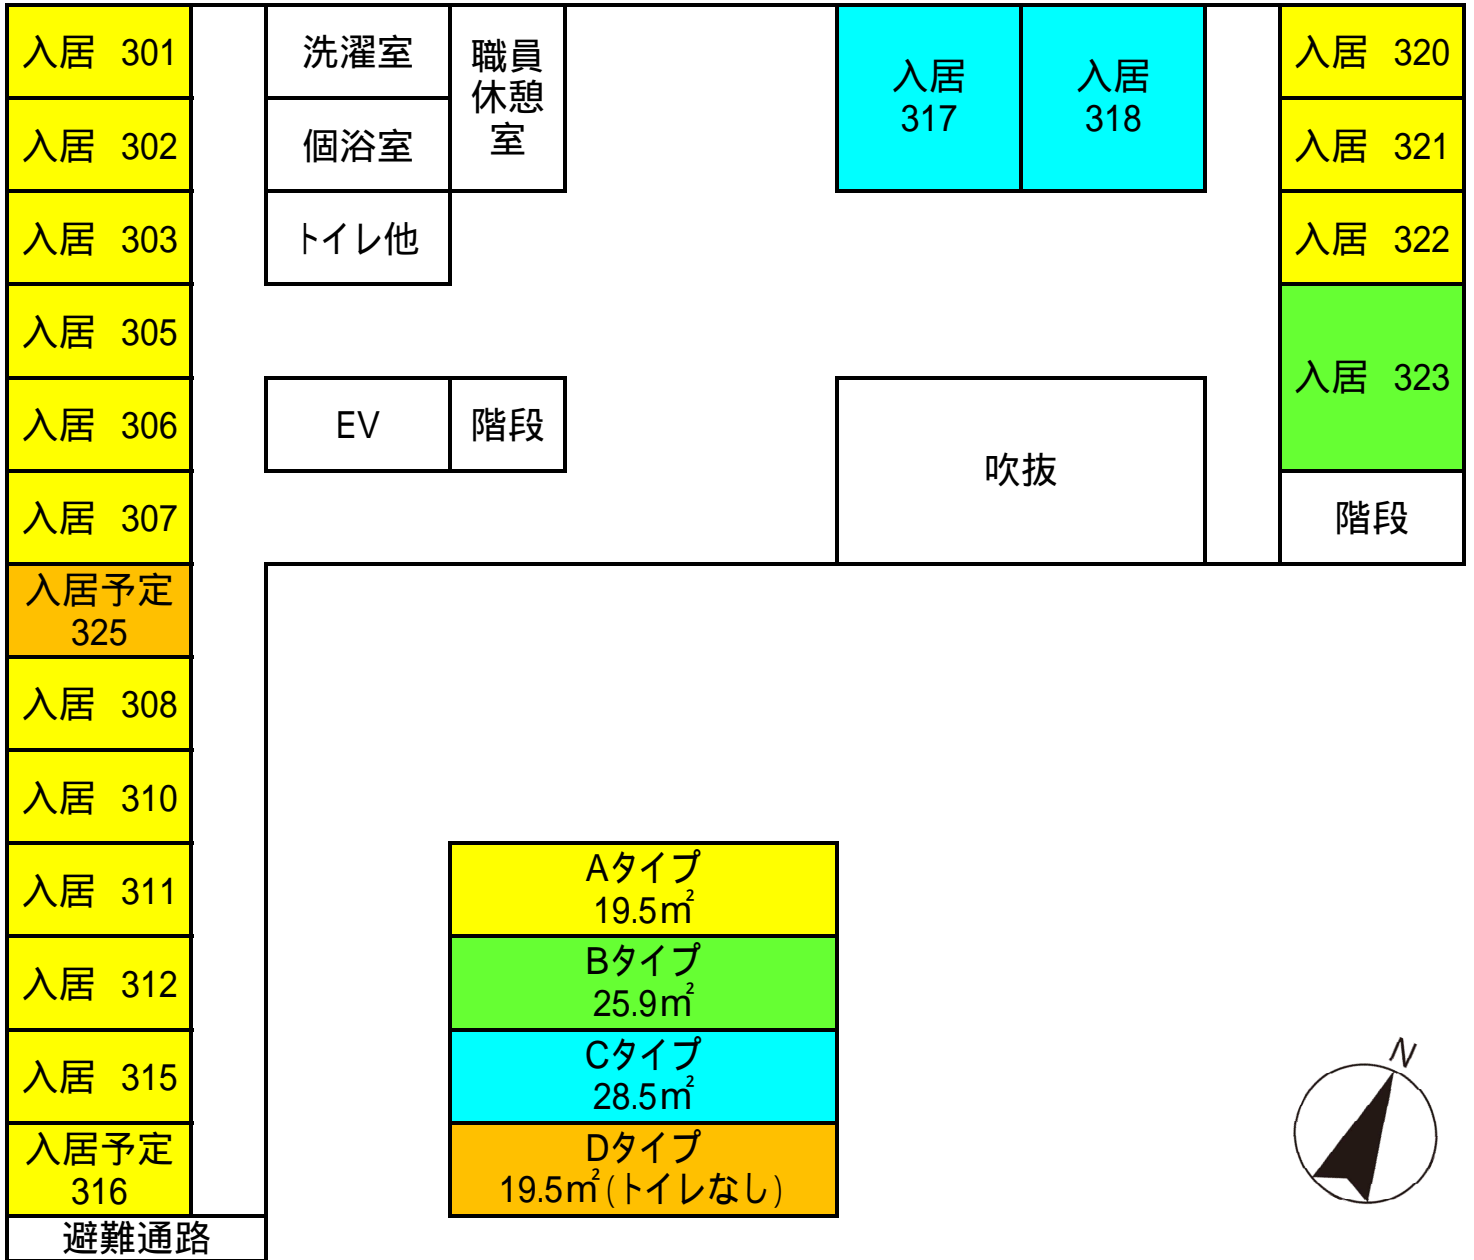 入居 301
入居 302
入居 303
入居 305
入居 306
入居 307
入居予定
325
入居 308
入居 310
入居 311
入居 312
入居 315
入居予定
316
避難通路
洗濯室
個浴室
トイレ他
職員
休憩
室
EV
階段
入居
317
入居
318
吹抜
入居 320
入居 321
入居 322
入居 323
階段
Aタイプ
19.5㎡
Bタイプ
25.9㎡
Cタイプ
28.5㎡
Dタイプ
19.5㎡(トイレなし)
N